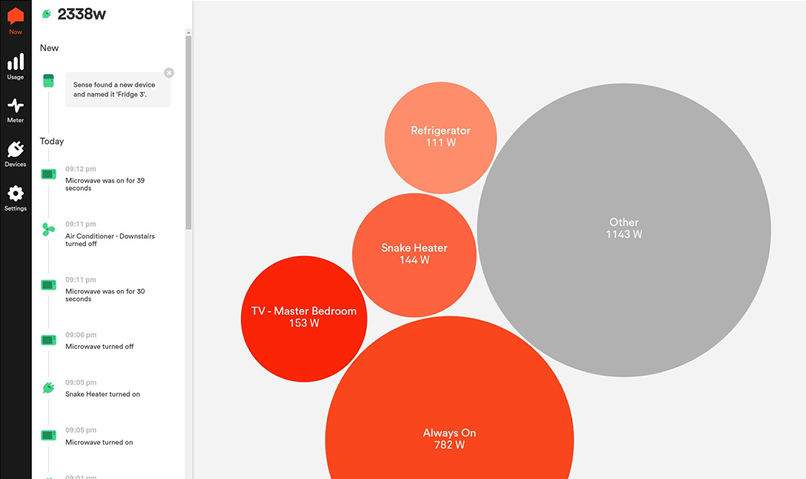 Now
Usage
Meter
Devices
Settings
2338w
New
Sense found a new device
and named it 'Fridge 3'.
Today
09:12 pm
Microwave was on for 39
seconds
09:11 pm
Air Conditioner - Downstairs
turned off
09:11 pm
Microwave was on for 30
seconds
09:06 pm
Microwave turned off
09:05 pm
Snake Heater turned on
09:05 pm
Microwave turned on
09:01 pm
Refrigerator
111 W
Other
1143 W
Snake Heater
144 W
TV - Master Bedroom
153 W
Always On
782 W